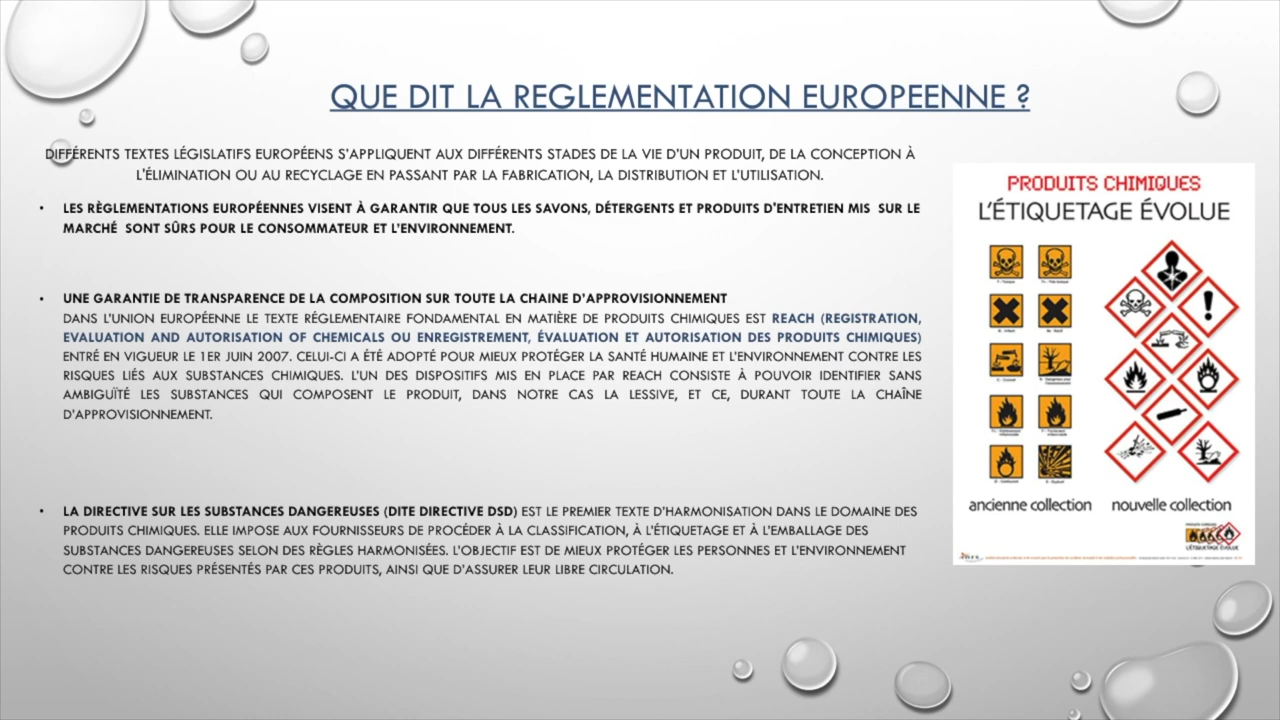 QUE DIT LA REGLEMENTATION EUROPEENNE ?
DIFFÉRENTS TEXTES LÉGISLATIFS EUROPÉENS S'APPLIQUENT AUX DIFFÉRENTS STADES DE LA VIE D'UN PRODUIT, DE LA CONCEPTION À
L'ÉLIMINATION OU AU RECYCLAGE EN PASSANT PAR LA FABRICATION, LA DISTRIBUTION ET L'UTILISATION.
• LES RÈGLEMENTATIONS EUROPÉENNES VISENT À GARANTIR QUE TOUS LES SAVONS, DÉTERGENTS ET PRODUITS D'ENTRETIEN MIS SUR LE
MARCHÉ SONT SÛRS POUR LE CONSOMMATEUR ET L'ENVIRONNEMENT.
• UNE GARANTIE DE TRANSPARENCE DE LA COMPOSITION SUR TOUTE LA CHAINE D'APPROVISIONNEMENT
DANS L'UNION EUROPÉENNE LE TEXTE RÉGLEMENTAIRE FONDAMENTAL EN MATIÈRE DE PRODUITS CHIMIQUES EST REACH (REGISTRATION,
EVALUATION AND AUTORISATION OF CHEMICALS OU ENREGISTREMENT, ÉVALUATION ET AUTORISATION DES PRODUITS CHIMIQUES)
ENTRÉ EN VIGUEUR LE 1ER JUIN 2007. CELUI-CI A ÉTÉ ADOPTÉ POUR MIEUX PROTÉGER LA SANTÉ HUMAINE ET L'ENVIRONNEMENT CONTRE LES
RISQUES LIÉS AUX SUBSTANCES CHIMIQUES. L'UN DES DISPOSITIFS MIS EN PLACE PAR REACH CONSISTE À POUVOIR IDENTIFIER SANS
AMBIGUÏTÉ LES SUBSTANCES QUI COMPOSENT LE PRODUIT, DANS NOTRE CAS LA LESSIVE, ET CE, DURANT TOUTE LA CHAÎNE
D'APPROVISIONNEMENT.
• LA DIRECTIVE SUR LES SUBSTANCES DANGEREUSES (DITE DIRECTIVE DSD) EST LE PREMIER TEXTE D'HARMONISATION DANS LE DOMAINE DES
PRODUITS CHIMIQUES. ELLE IMPOSE AUX FOURNISSEURS DE PROCÉDER À LA CLASSIFICATION, À L'ÉTIQUETAGE ET À L'EMBALLAGE DES
SUBSTANCES DANGEREUSES SELON DES RÈGLES HARMONISÉES. L'OBJECTIF EST DE MIEUX PROTÉGER LES PERSONNES ET L'ENVIRONNEMENT
CONTRE LES RISQUES PRÉSENTÉS PAR CES PRODUITS, AINSI QUE D'ASSURER LEUR LIBRE CIRCULATION.
PRODUITS CHIMIQUES
L'ÉTIQUETAGE ÉVOLUE
ancienne collection
nouvelle collection
PRODUITS CHIMIQUES
L'ÉTIQUETAGE ÉVOLUE